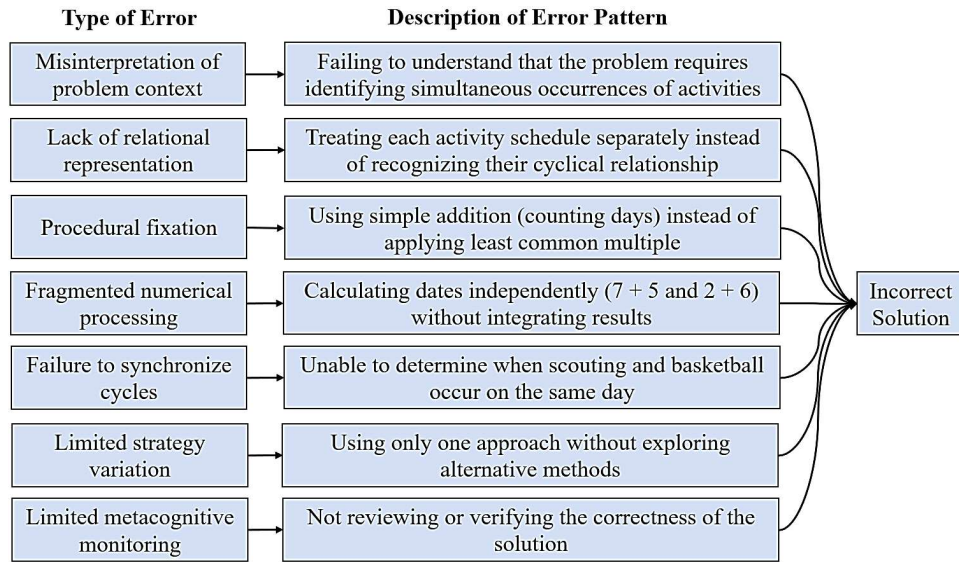 Type of Error
Description of Error Pattern
Misinterpretation of
problem context
Failing to understand that the problem requires
identifying simultaneous occurrences of activities
Lack of relational
representation
Treating each activity schedule separately instead
of recognizing their cyclical relationship
Procedural fixation
Using simple addition (counting days) instead of
applying least common multiple
Fragmented numerical
processing
Calculating dates independently (7 + 5 and 2 + 6)
without integrating results
Failure to synchronize
cycles
Unable to determine when scouting and basketball
occur on the same day
Limited strategy
variation
Using only one approach without exploring
alternative methods
Limited metacognitive
monitoring
Not reviewing or verifying the correctness of the
solution
Incorrect
Solution